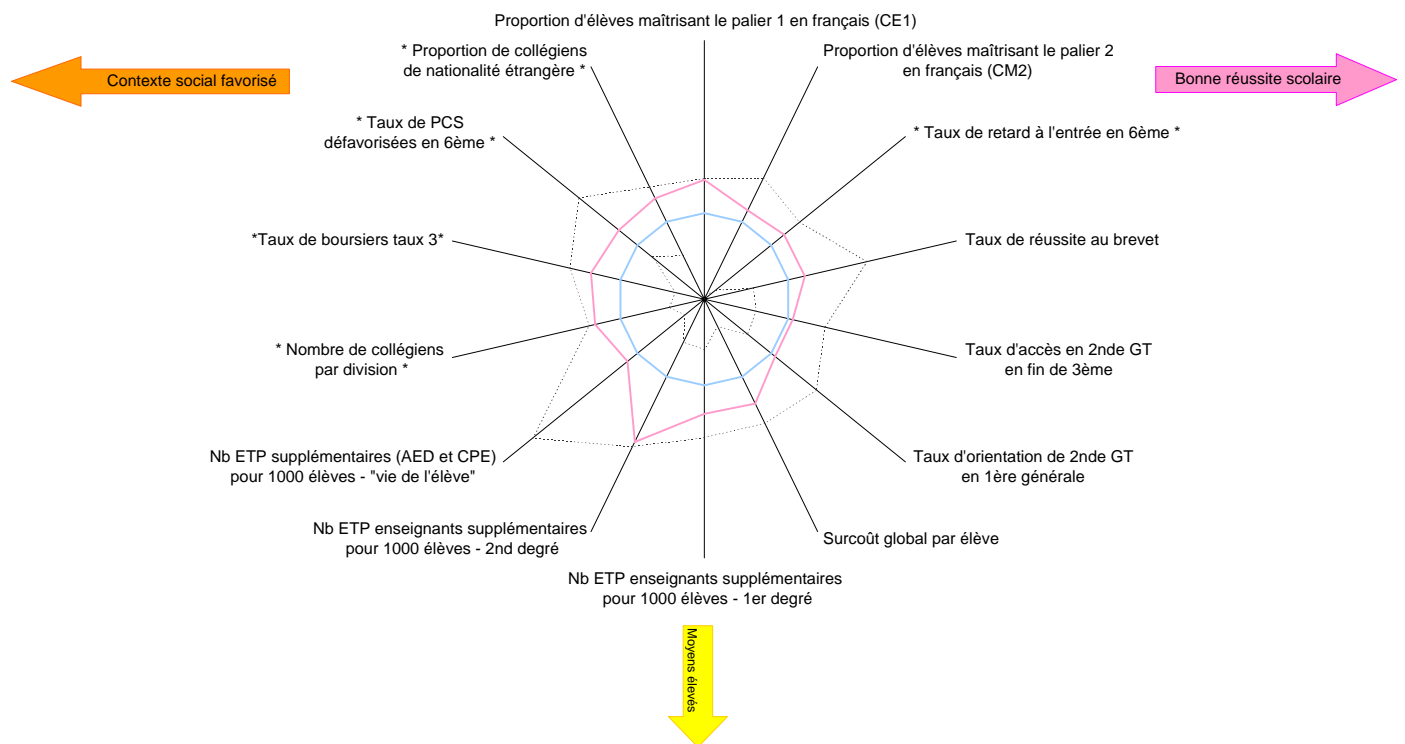 Proportion d'élèves maîtrisant le palier 1 en français (CE1)
* Proportion de collégiens
de nationalité étrangère *
Proportion d'élèves maîtrisant le palier 2
en français (CM2)
Contexte social favorisé
Bonne réussite scolaire
* Taux de PCS
défavorisées en 6ème *
* Taux de retard à l'entrée en 6ème *
*Taux de boursiers taux 3*
Taux de réussite au brevet
* Nombre de collégiens
par division *
Taux d'accès en 2nde GT
en fin de 3ème
Nb ETP supplémentaires (AED et CPE)
pour 1000 élèves - "vie de l'élève"
Taux d'orientation de 2nde GT
en 1ère générale
Nb ETP enseignants supplémentaires
pour 1000 élèves - 2nd degré
Surcoût global par élève
Nb ETP enseignants supplémentaires
pour 1000 élèves - 1er degré
Moyens élevés